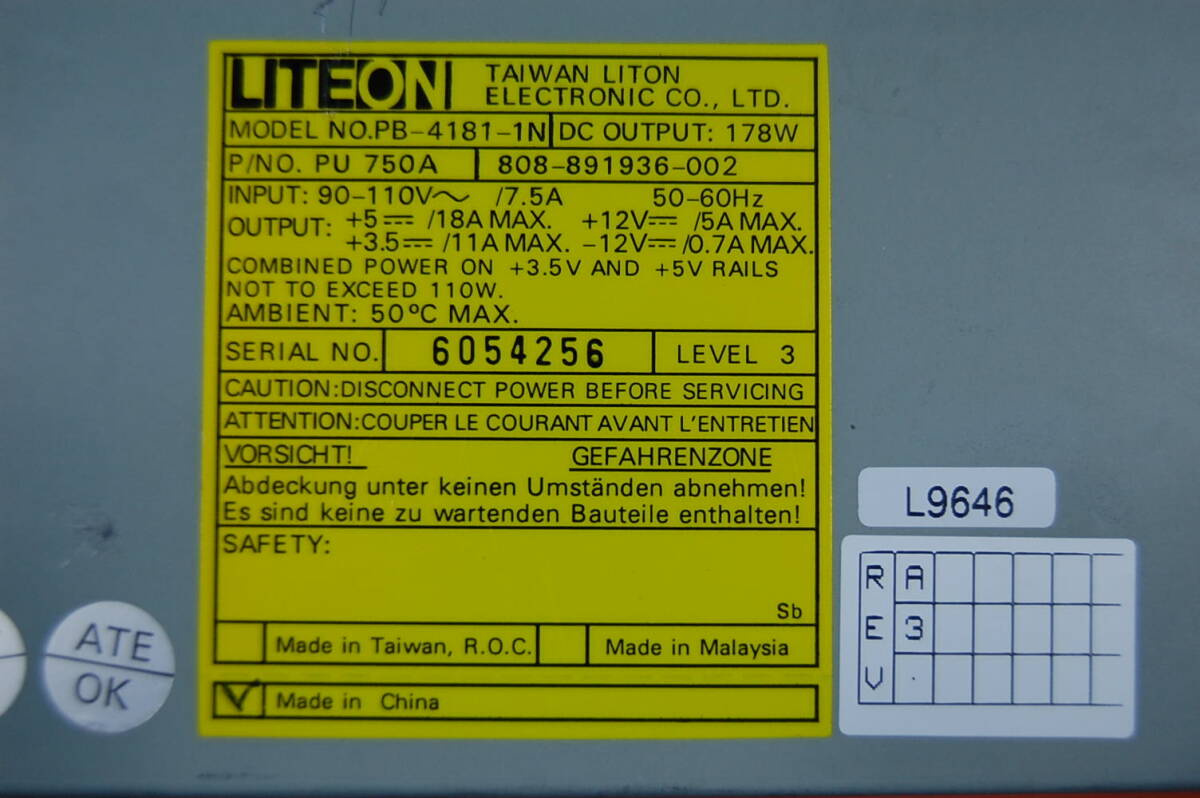 LITEON
TAIWAN LITON
ELECTRONIC CO., LTD.
MODEL NO.PB-4181-1N DC OUTPUT: 178W
P/NO. PU 750A 808-891936-002
INPUT: 90-110V~ /7.5A 50-60Hz
OUTPUT: +5⎓/18A MAX. +12V⎓/5A MAX.
+3.5⎓/11A MAX. -12V⎓/0.7A MAX.
COMBINED POWER ON +3.5V AND +5V RAILS
NOT TO EXCEED 110W.
AMBIENT: 50ºC MAX.
SERIAL NO. 6054256 LEVEL 3
CAUTION:DISCONNECT POWER BEFORE SERVICING
ATTENTION:COUPER LE COURANT AVANT L'ENTRETIEN
VORSICHT! GEFAHRENZONE
Abdeckung unter keinen Umständen abnehmen!
Es sind keine zu wartenden Bauteile enthalten!
SAFETY:
Sb
Made in Taiwan, R.O.C. Made in Malaysia
Made in China
ATE
OK
L9646
R A
E 3
V